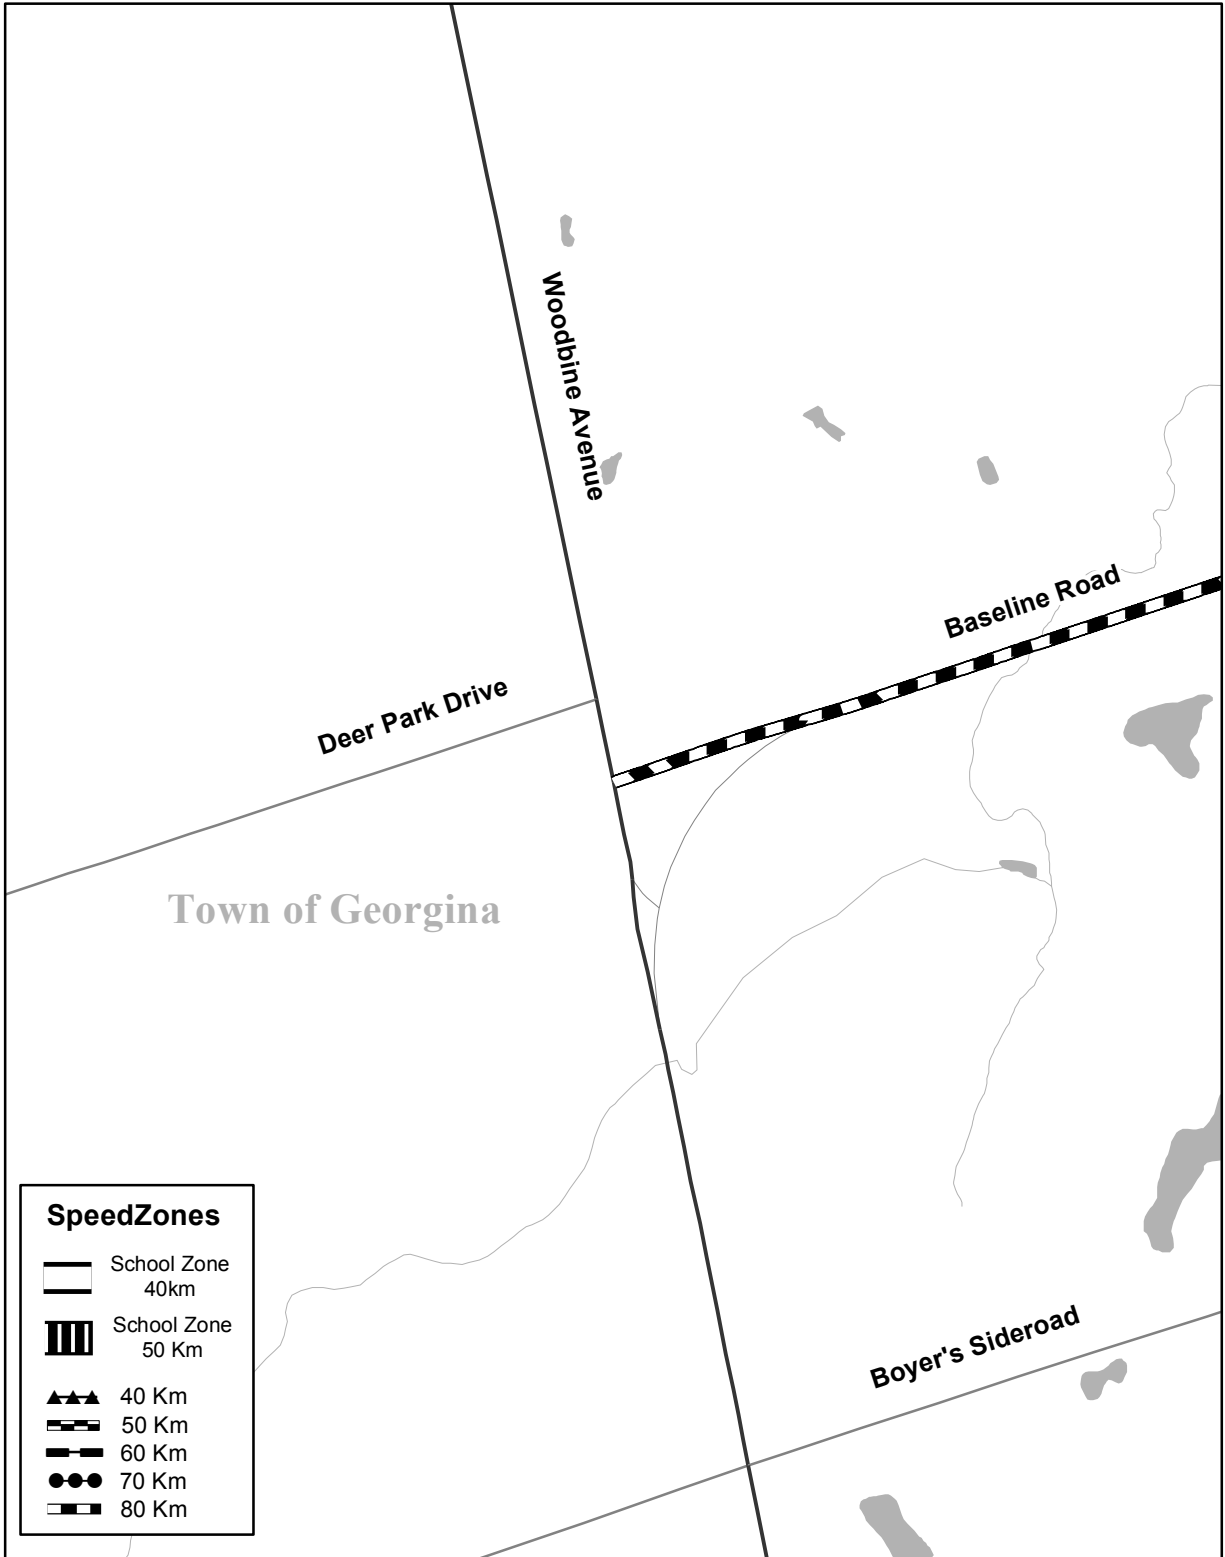 Woodbine Avenue
Baseline Road
Deer Park Drive
Town of Georgina
SpeedZones
School Zone
40km
School Zone
50 Km
40 Km
50 Km
60 Km
70 Km
80 Km
Boyer's Sideroad